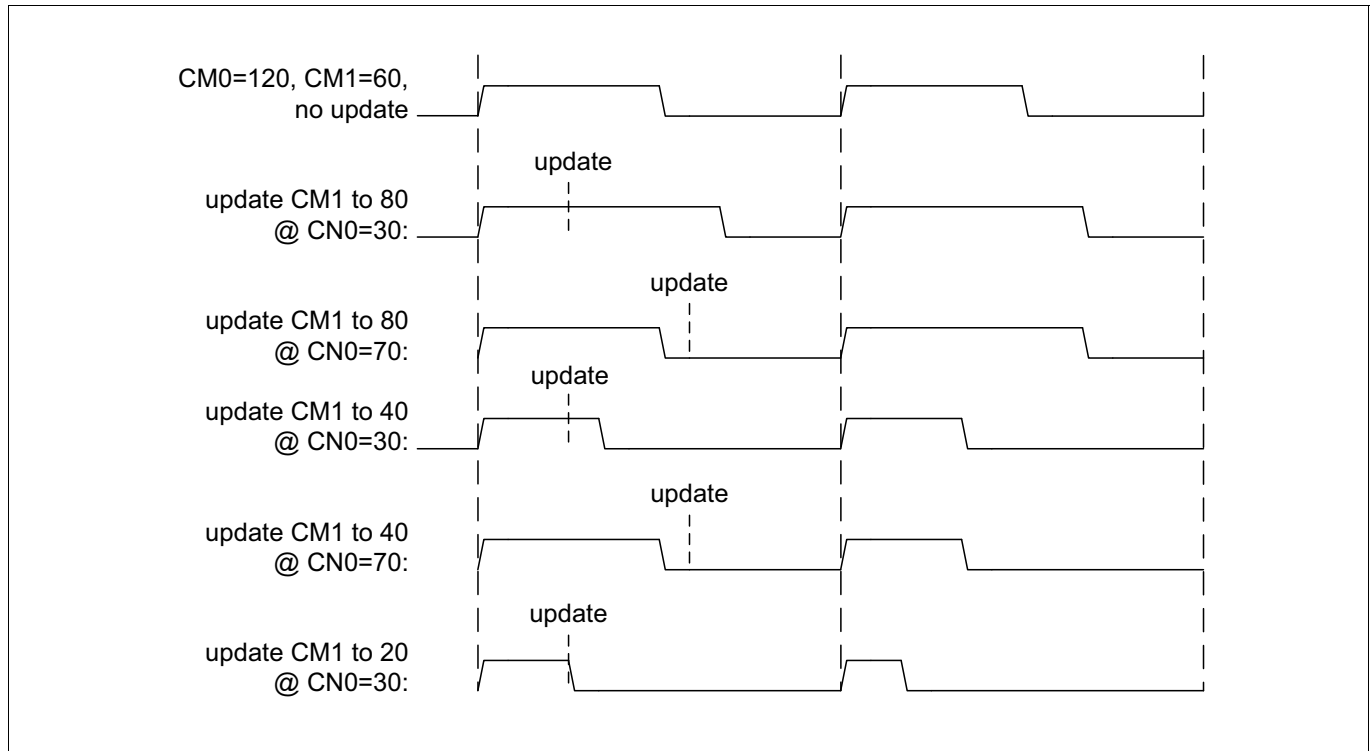 CM0=120, CM1=60,
no update
update
update CM1 to 80
@ CN0=30:
update
update CM1 to 80
@ CN0=70:
update
update CM1 to 40
@ CN0=30:
update
update CM1 to 40
@ CN0=70:
update
update CM1 to 20
@ CN0=30: